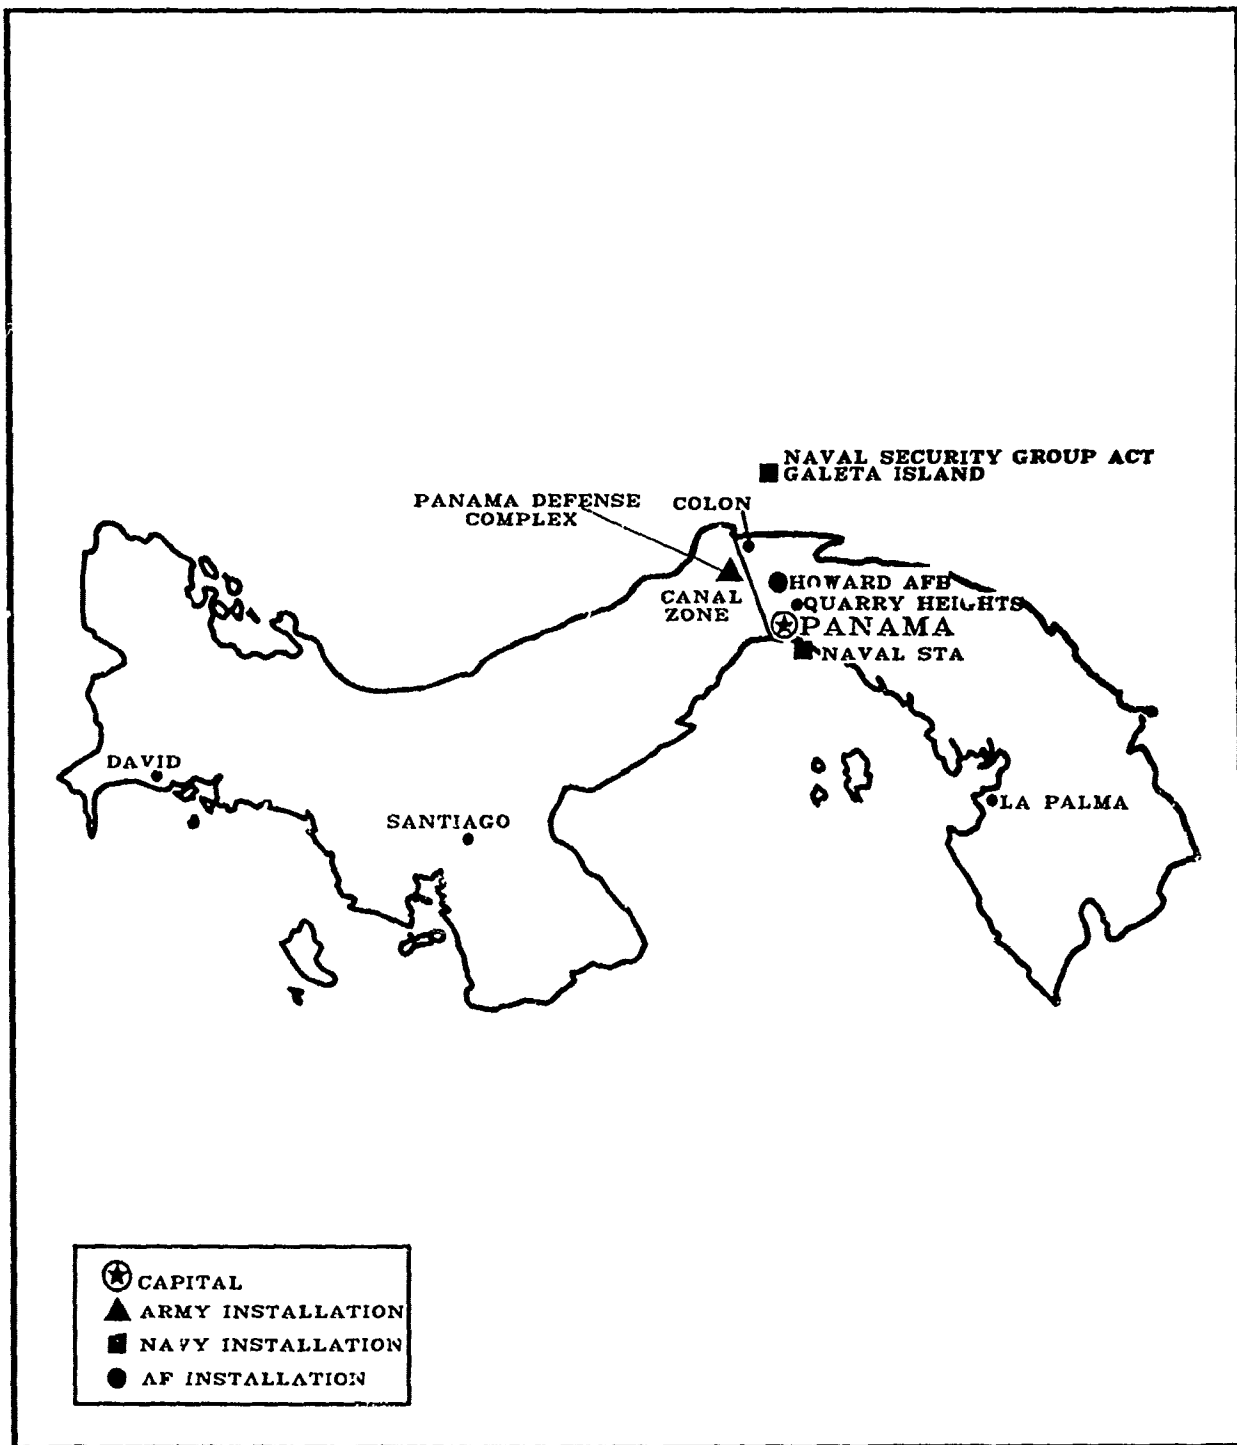 NAVAL SECURITY GROUP ACT
GALETA ISLAND
PANAMA DEFENSE
COMPLEX
COLON
HOWARD AFB
CANAL
ZONE
QUARRY HEIGHTS
PANAMA
NAVAL STA
DAVID
LA PALMA
SANTIAGO
CAPITAL
ARMY INSTALLATION
NAVY INSTALLATION
AF INSTALLATION